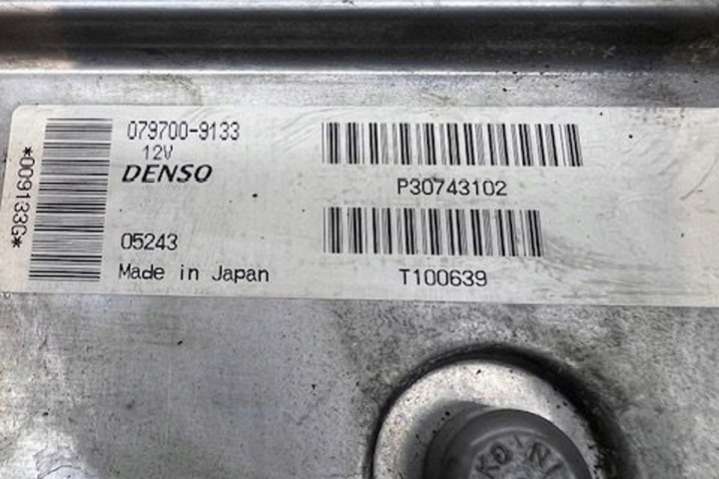 *009133G*
079700-9133
12V
DENSO
05243
Made in Japan
P30743102
T100639